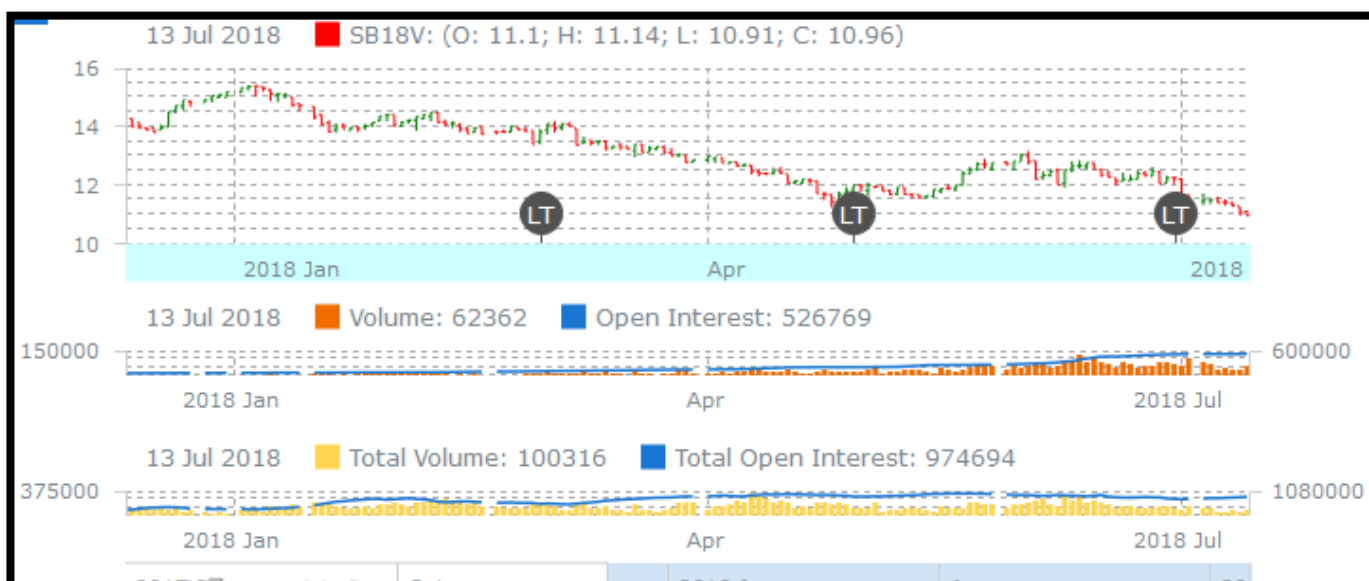 13 Jul 2018 SB18V: (O: 11.1; H: 11.14; L: 10.91; C: 10.96)
16
14
12
10
LT LT LT
2018 Jan Apr 2018
13 Jul 2018 Volume: 62362 Open Interest: 526769
150000 600000
2018 Jan Apr 2018 Jul
13 Jul 2018 Total Volume: 100316 Total Open Interest: 974694
375000 1080000
2018 Jan Apr 2018 Jul